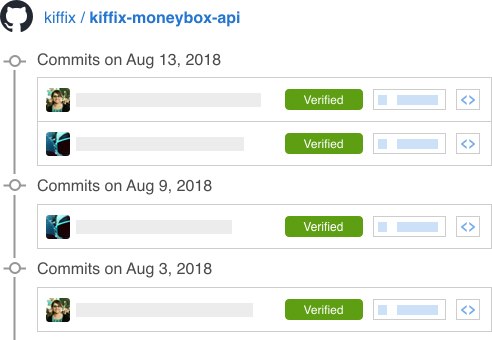 kiffix / kiffix-moneybox-api
Commits on Aug 13, 2018
Verified <>
Verified <>
Commits on Aug 9, 2018
Verified <>
Commits on Aug 3, 2018
Verified <>